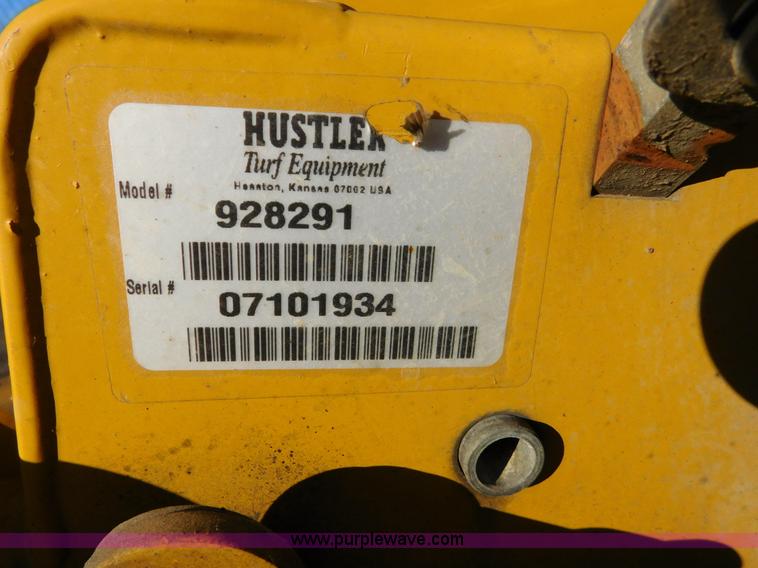 HUSTLER
Turf Equipment
Hesston, Kansas 67062 USA
Model #
928291
Serial #
07101934
www.purplewave.com